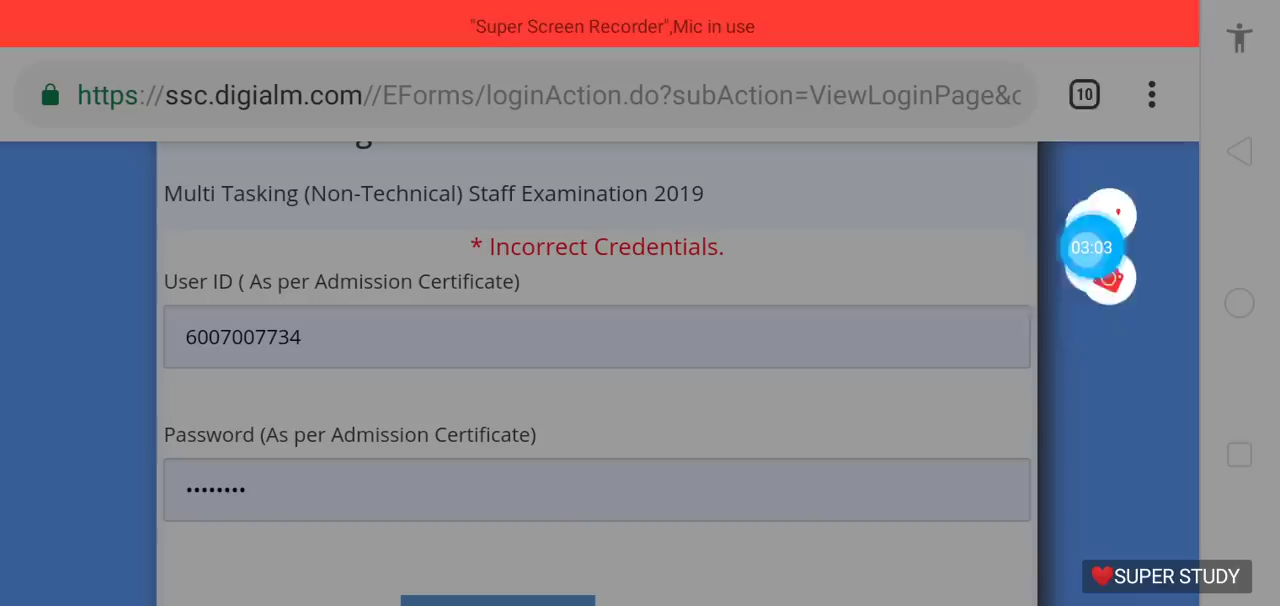 "Super Screen Recorder",Mic in use
https://ssc.digialm.com//EForms/loginAction.do?subAction=ViewLoginPage&c
10
Multi Tasking (Non-Technical) Staff Examination 2019
* Incorrect Credentials.
03:03
User ID ( As per Admission Certificate)
6007007734
Password (As per Admission Certificate)
••••••••
❤️SUPER STUDY